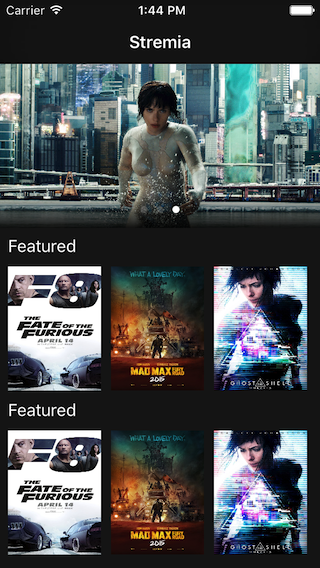 Carrier 1:44 PM
Stremia
Featured
F8
THE
FATE OF THE
FURIOUS
APRIL 14
WHAT A LOVELY DAY.
MAD MAX
FURY ROAD
2015
GHOST IN THE SHELL
Featured
F8
THE
FATE OF THE
FURIOUS
APRIL 14
WHAT A LOVELY DAY.
MAD MAX
FURY ROAD
2015
GHOST IN THE SHELL